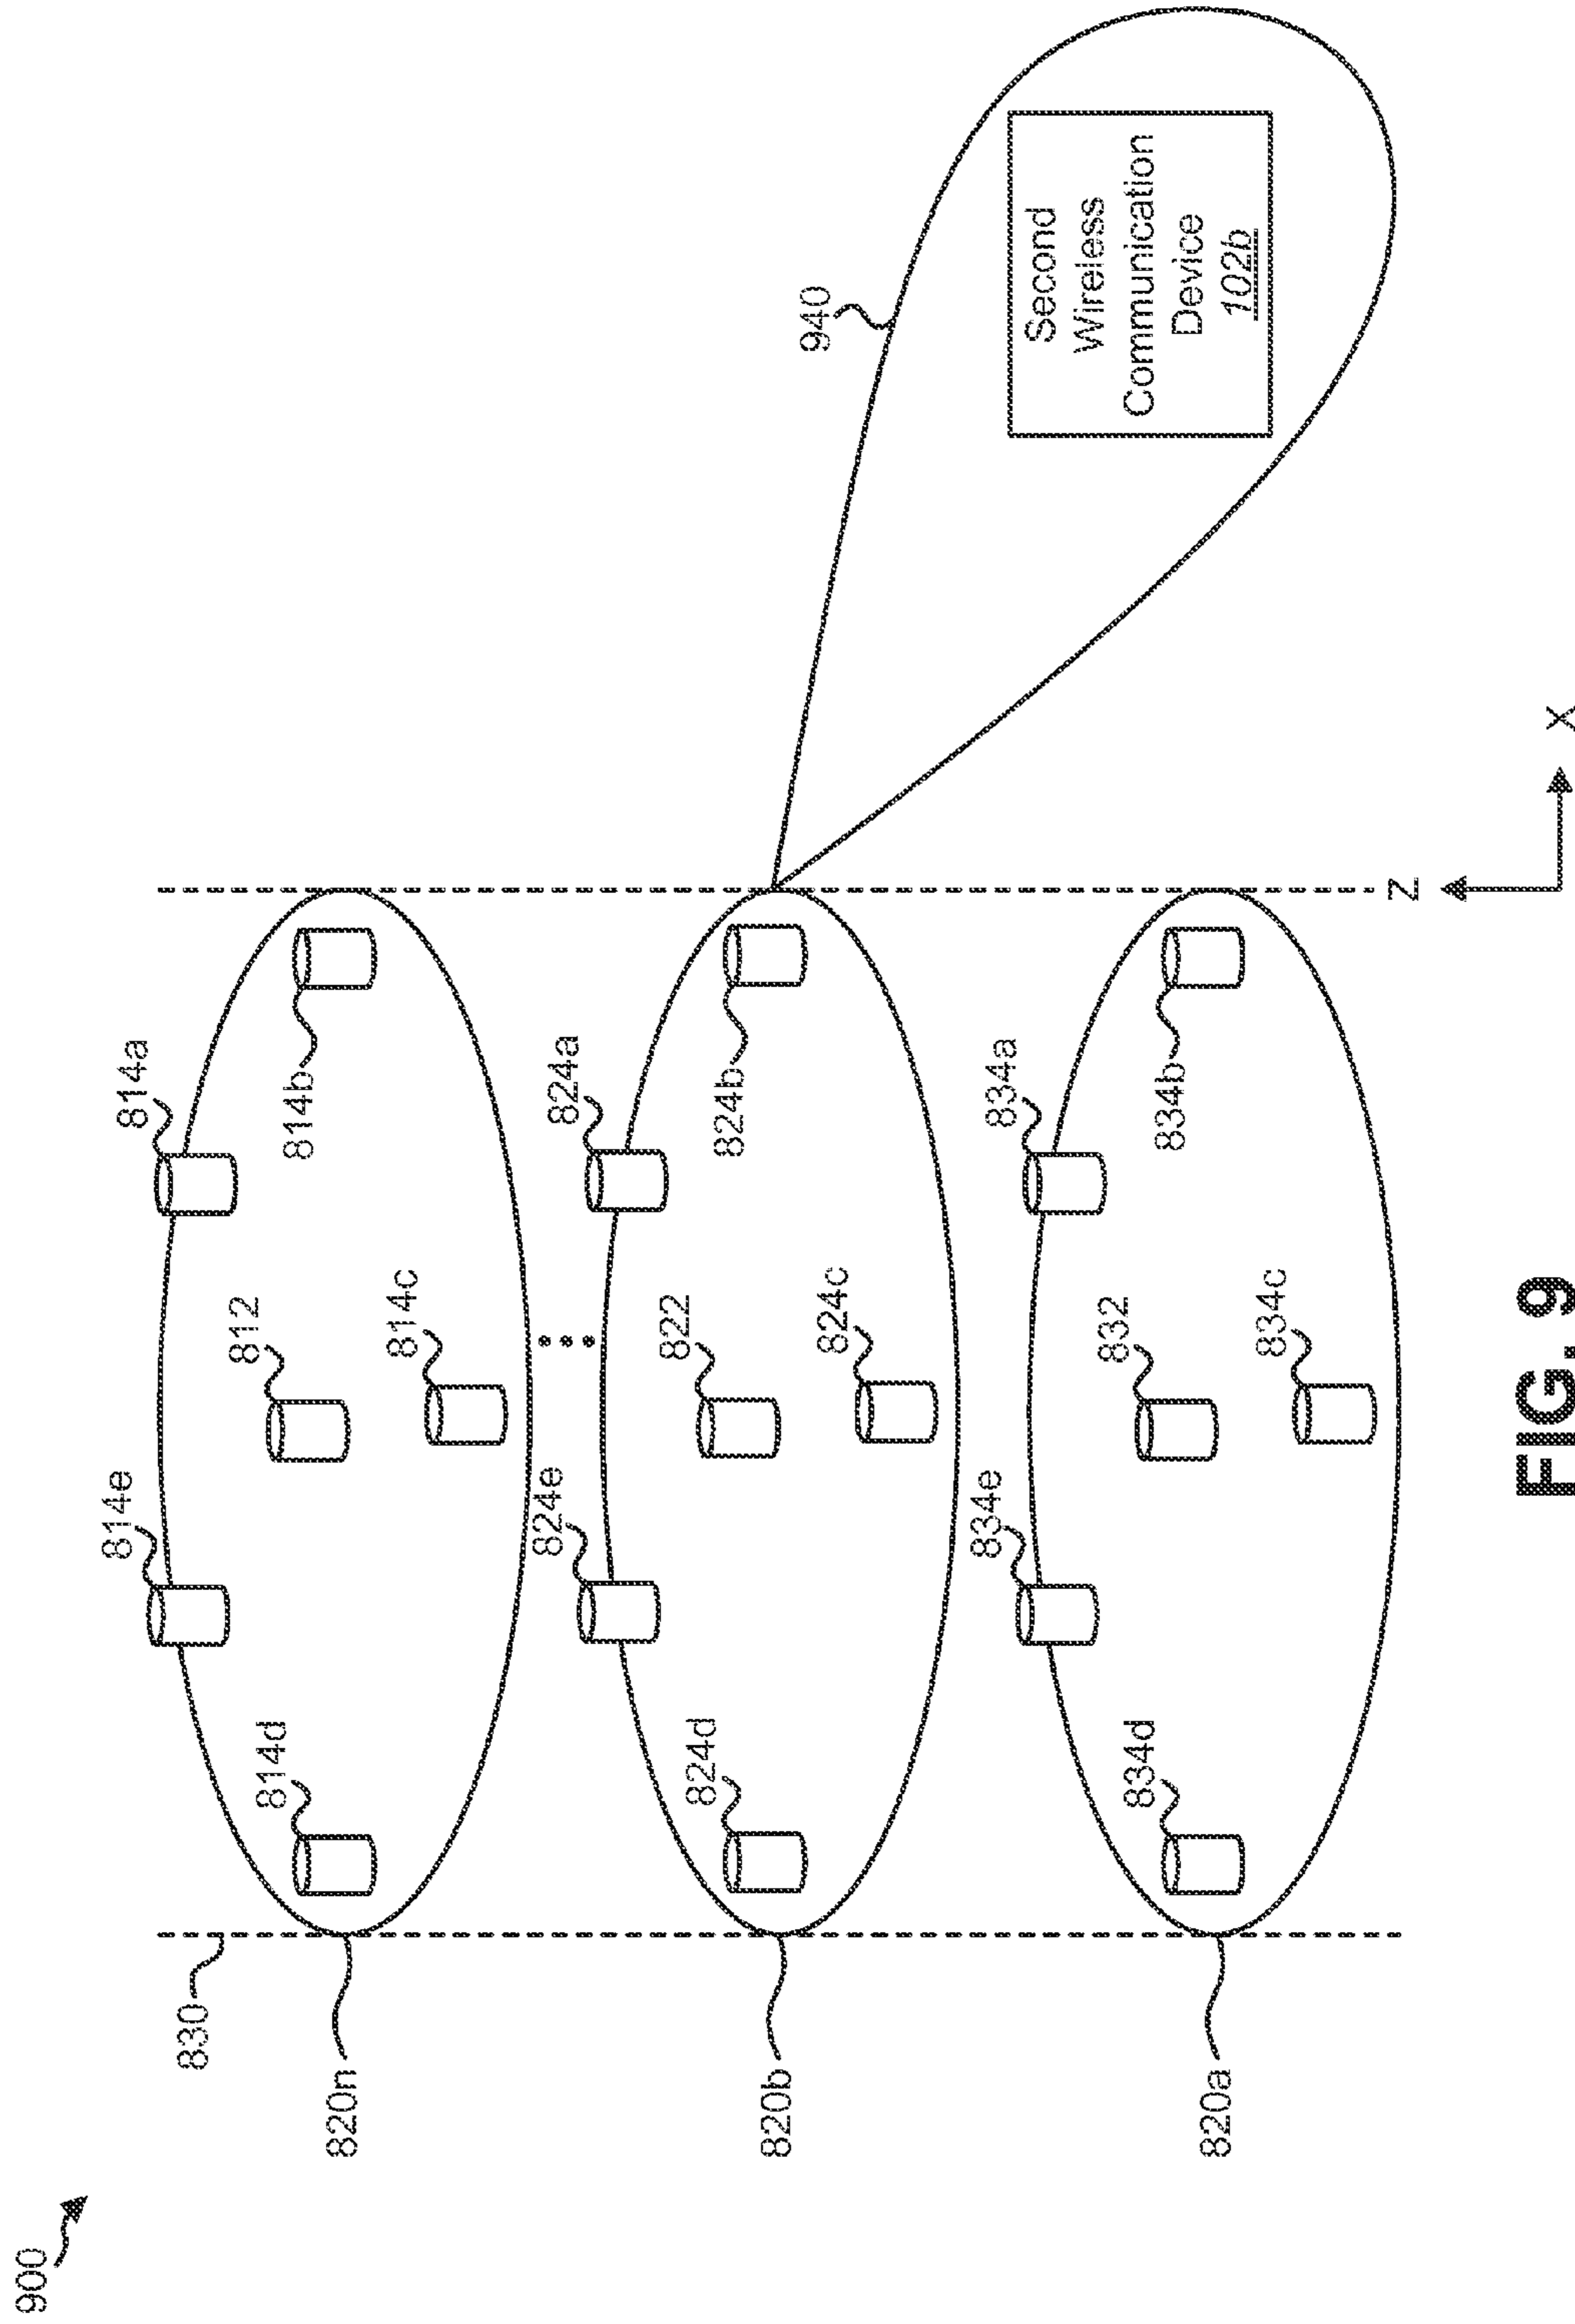 900
830
814e
814a
814d
812
814c
814b
820n
824e
824a
824d
822
824c
824b
820b
940
Second
Wireless
Communication
Device
102b
834e
834a
834d
832
834c
834b
820a
Z
X
FIG. 9